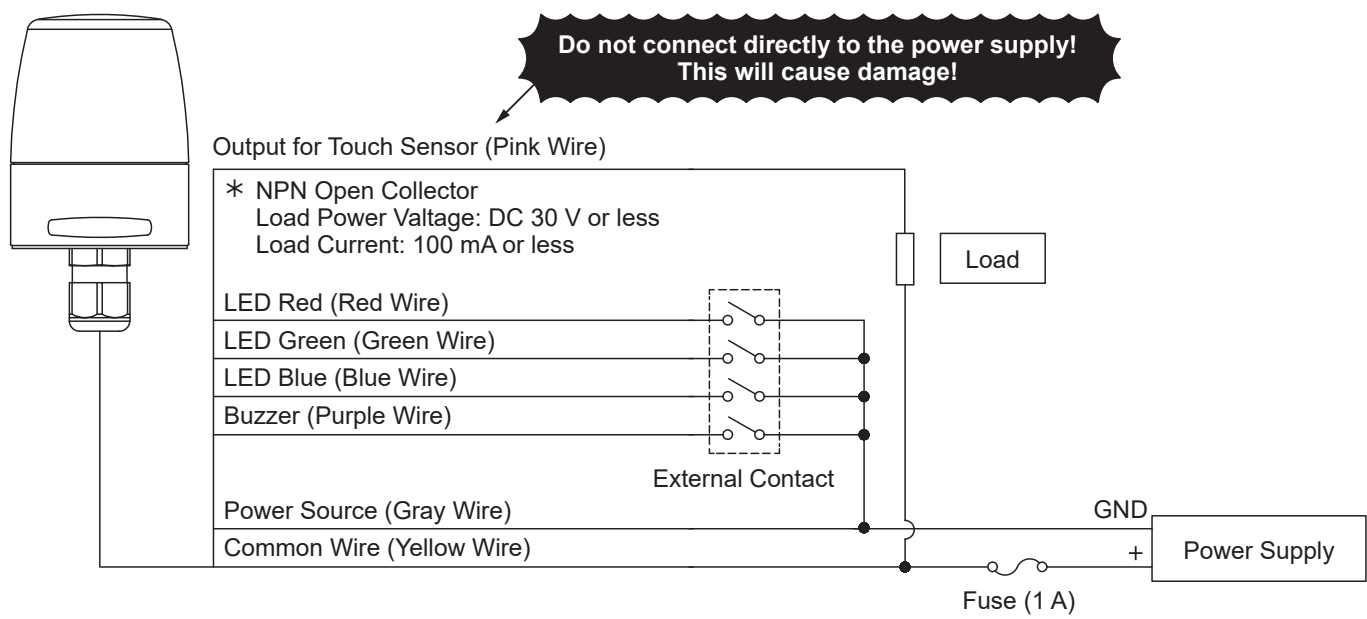 Do not connect directly to the power supply!
This will cause damage!
Output for Touch Sensor (Pink Wire)
* NPN Open Collector
Load Power Valtage: DC 30 V or less
Load Current: 100 mA or less
Load
LED Red (Red Wire)
LED Green (Green Wire)
LED Blue (Blue Wire)
Buzzer (Purple Wire)
External Contact
Power Source (Gray Wire)
GND
Common Wire (Yellow Wire)
+
Power Supply
Fuse (1 A)